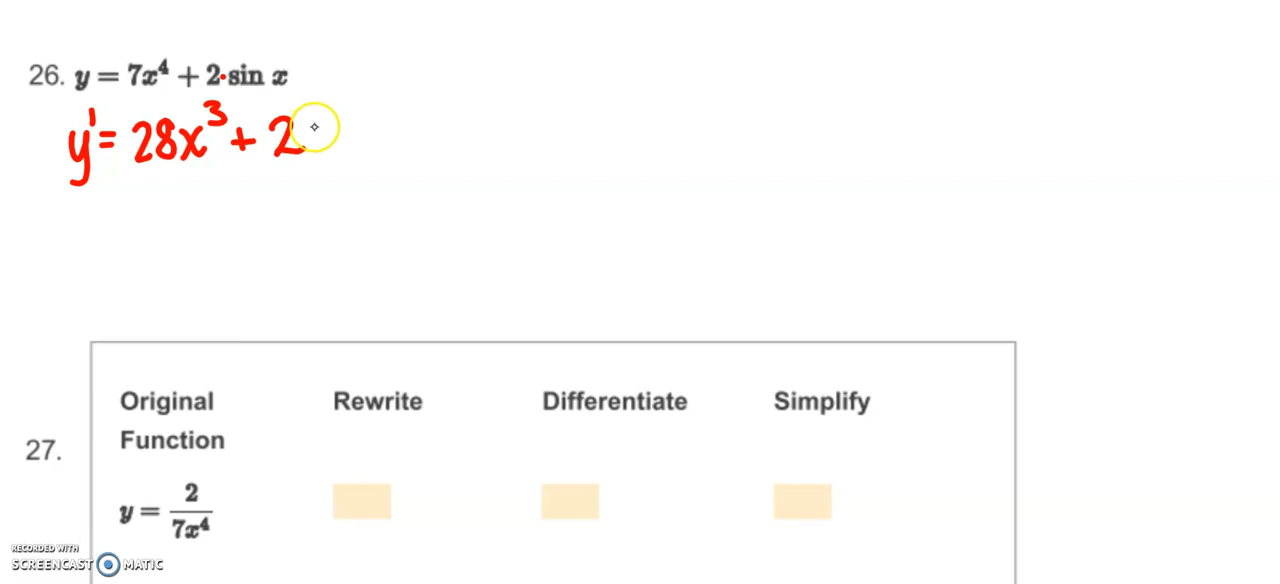 26. y = 7x⁴ + 2·sin x
y' = 28x³ + 2
Original Function
Rewrite
Differentiate
Simplify
27.
y = 2/7x⁴
RECORDED WITH
SCREENCAST MATIC